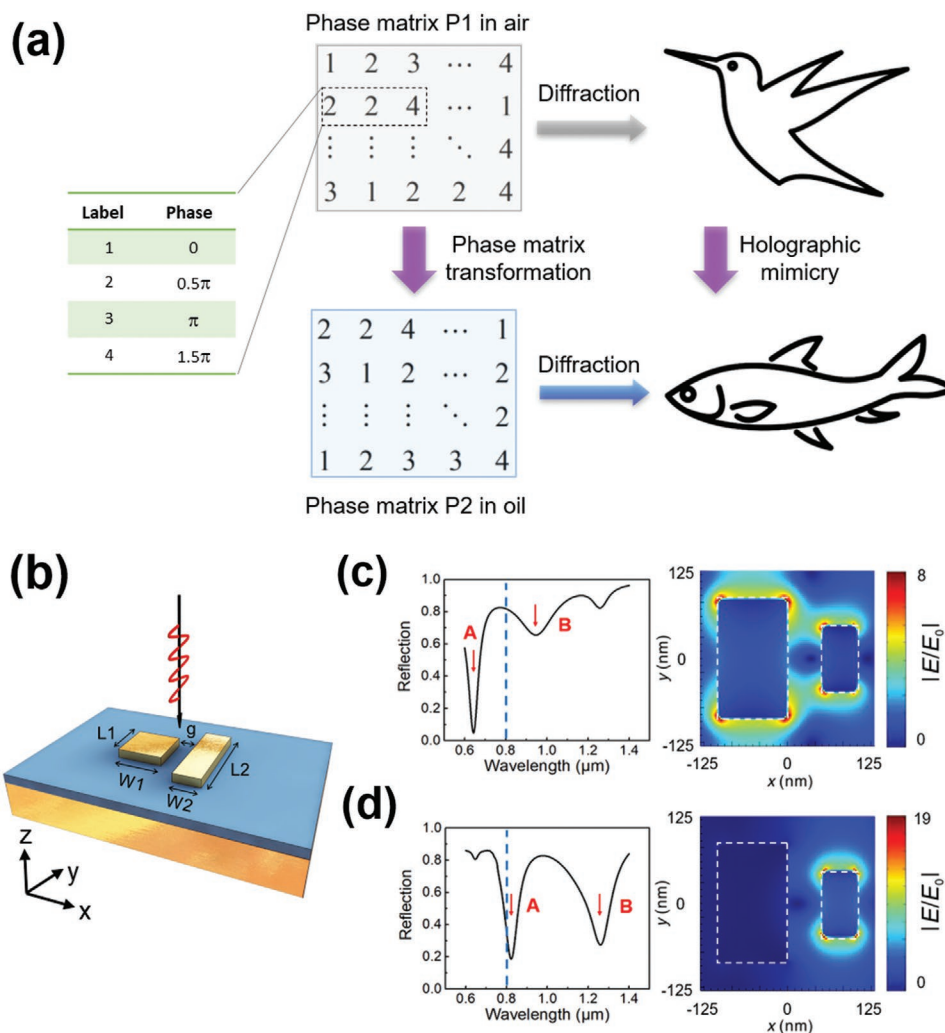 (a)
Phase matrix P1 in air
1 2 3 ⋯ 4
2 2 4 ⋯ 1
⋮ ⋮ ⋮ ⋱ 4
3 1 2 2 4
Diffraction
Label Phase
1 0
2 0.5π
3 π
4 1.5π
Phase matrix
transformation
Holographic
mimicry
2 2 4 ⋯ 1
3 1 2 ⋯ 2
⋮ ⋮ ⋮ ⋱ 2
1 2 3 3 4
Diffraction
Phase matrix P2 in oil
(b)
L1
g
W1
W2
L2
z
y
x
(c)
Reflection
1.0
0.8
0.6
0.4
0.2
0.0
A
B
0.6 0.8 1.0 1.2 1.4
Wavelength (μm)
y (nm)
125
0
-125
-125 0 125
x (nm)
8
0
|E/E0|
(d)
Reflection
1.0
0.8
0.6
0.4
0.2
0.0
A
B
0.6 0.8 1.0 1.2 1.4
Wavelength (μm)
y (nm)
125
0
-125
-125 0 125
x (nm)
19
0
|E/E0|